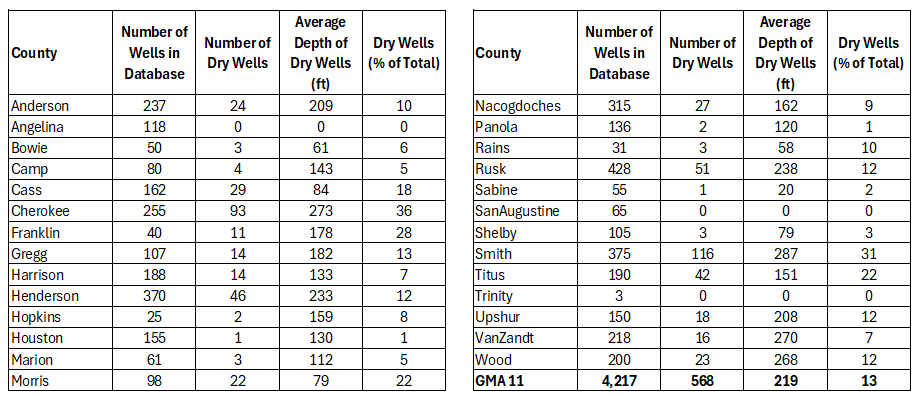 County Number of Wells in Database Number of Dry Wells Average Depth of Dry Wells (ft) Dry Wells (% of Total)
Anderson 237 24 209 10
Angelina 118 0 0 0
Bowie 50 3 61 6
Camp 80 4 143 5
Cass 162 29 84 18
Cherokee 255 93 273 36
Franklin 40 11 178 28
Gregg 107 14 182 13
Harrison 188 14 133 7
Henderson 370 46 233 12
Hopkins 25 2 159 8
Houston 155 1 130 1
Marion 61 3 112 5
Morris 98 22 79 22
County Number of Wells in Database Number of Dry Wells Average Depth of Dry Wells (ft) Dry Wells (% of Total)
Nacogdoches 315 27 162 9
Panola 136 2 120 1
Rains 31 3 58 10
Rusk 428 51 238 12
Sabine 55 1 20 2
SanAugustine 65 0 0 0
Shelby 105 3 79 3
Smith 375 116 287 31
Titus 190 42 151 22
Trinity 3 0 0 0
Upshur 150 18 208 12
VanZandt 218 16 270 7
Wood 200 23 268 12
GMA 11 4,217 568 219 13